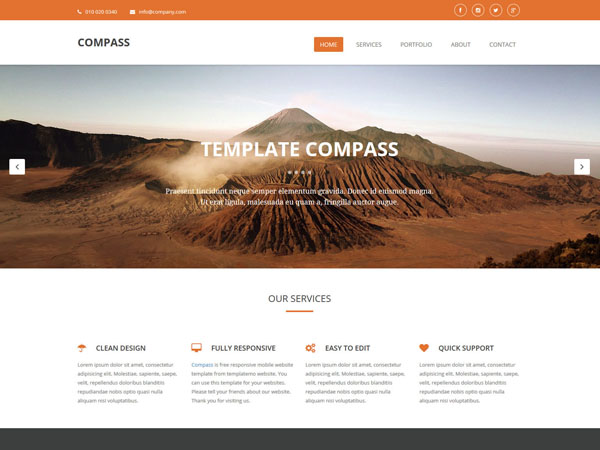 010 020 0340 info@company.com
COMPASS
HOME SERVICES PORTFOLIO ABOUT CONTACT
TEMPLATE COMPASS
Praesent tincidunt neque semper elementum gravida. Donec id euismod magna.
Ut erat ligula, malesuada eu quam a, fringilla auctor augue.
OUR SERVICES
CLEAN DESIGN
Lorem ipsum dolor sit amet, consectetur
adipisicing elit. Molestiae, sapiente, saepe,
velit, repellendus doloribus blanditiis
repudiandae nobis optio quasi nulla
aliquam nisi voluptatibus.
FULLY RESPONSIVE
Compass is free responsive mobile website
template from templatemo website. You
can use this template for your websites.
Please tell your friends about our website.
Thank you for visiting us.
EASY TO EDIT
Lorem ipsum dolor sit amet, consectetur
adipisicing elit. Molestiae, sapiente, saepe,
velit, repellendus doloribus blanditiis
repudiandae nobis optio quasi nulla
aliquam nisi voluptatibus.
QUICK SUPPORT
Lorem ipsum dolor sit amet, consectetur
adipisicing elit. Molestiae, sapiente, saepe,
velit, repellendus doloribus blanditiis
repudiandae nobis optio quasi nulla
aliquam nisi voluptatibus.